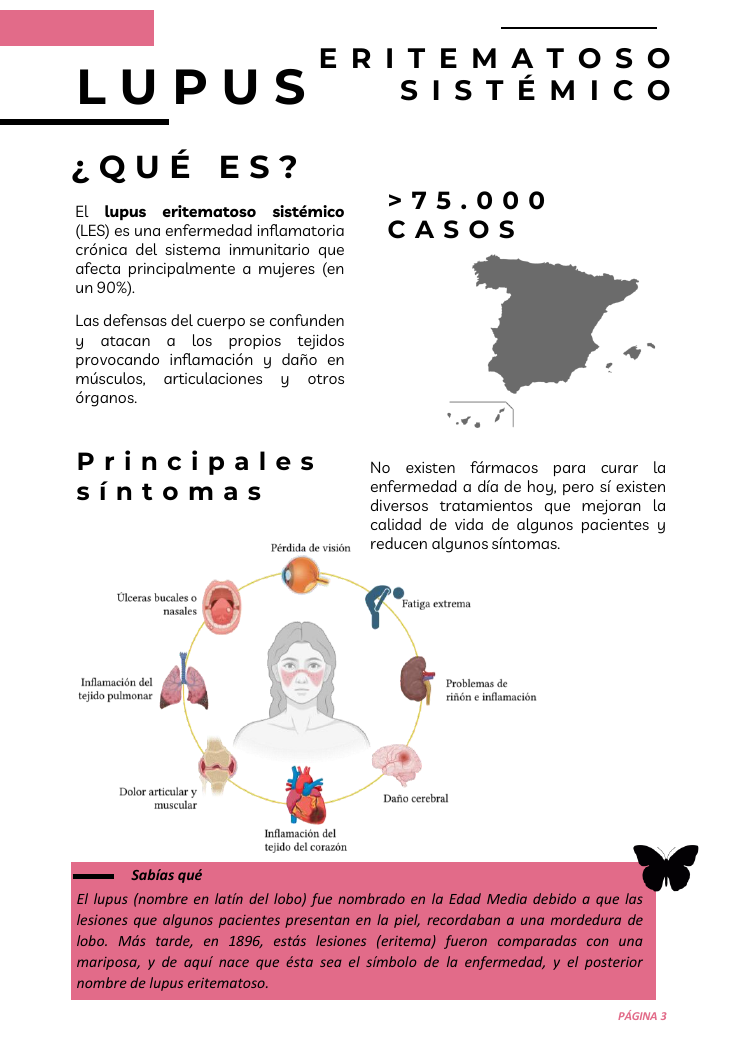 LUPUS
ERITEMATOSO
SISTÉMICO
¿QUÉ ES?
El lupus eritematoso sistémico
(LES) es una enfermedad inflamatoria
crónica del sistema inmunitario que
afecta principalmente a mujeres (en
un 90%).
Las defensas del cuerpo se confunden
y atacan a los propios tejidos
provocando inflamación y daño en
músculos, articulaciones y otros
órganos.
>75.000
CASOS
Principales
síntomas
No existen fármacos para curar la
enfermedad a día de hoy, pero sí existen
diversos tratamientos que mejoran la
calidad de vida de algunos pacientes y
reducen algunos síntomas.
Pérdida de visión
Úlceras bucales o
nasales
Fatiga extrema
Inflamación del
tejido pulmonar
Problemas de
riñón e inflamación
Dolor articular y
muscular
Daño cerebral
Inflamación del
tejido del corazón
Sabías qué
El lupus (nombre en latín del lobo) fue nombrado en la Edad Media debido a que las
lesiones que algunos pacientes presentan en la piel, recordaban a una mordedura de
lobo. Más tarde, en 1896, estás lesiones (eritema) fueron comparadas con una
mariposa, y de aquí nace que ésta sea el símbolo de la enfermedad, y el posterior
nombre de lupus eritematoso.
PÁGINA 3